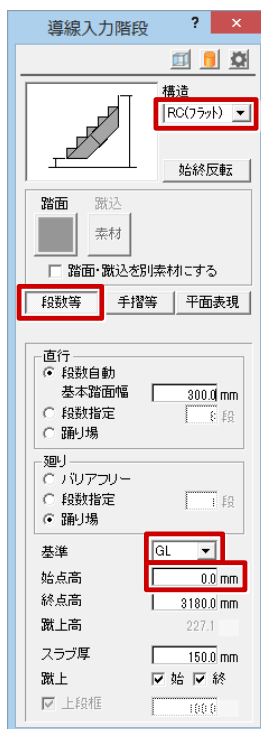 導線入力階段 ? ×
構造
RC(フラット)
始終反転
踏面 蹴込
素材
踏面・蹴込を別素材にする
段数等 手摺等 平面表現
直行
段数自動
基本踏面幅 300.0 mm
段数指定 8 段
踊り場
廻り
バリアフリー
段数指定 1 段
踊り場
基準 GL
始点高 0.0 mm
終点高 3180.0 mm
蹴上高 227.1
スラブ厚 150.0 mm
蹴上 始 終
上段框 100.0